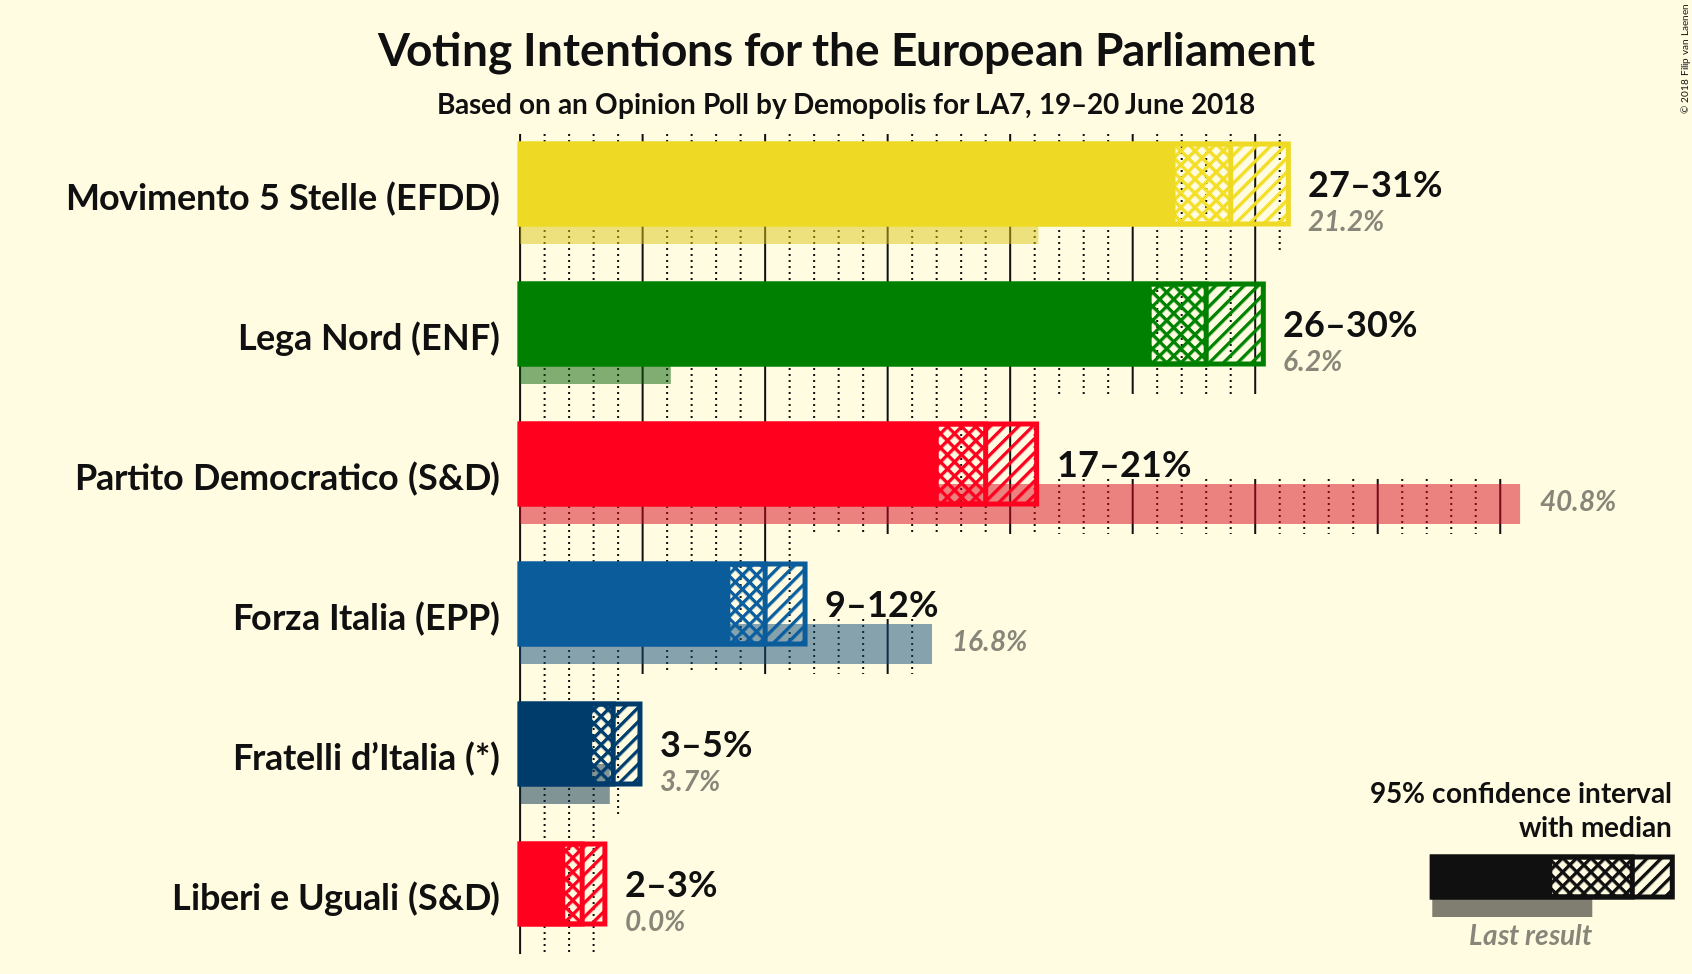 Voting Intentions for the European Parliament
Based on an Opinion Poll by Demopolis for LA7, 19–20 June 2018
© 2018 Filip van Laenen
Movimento 5 Stelle (EFDD)
27–31%
21.2%
Lega Nord (ENF)
26–30%
6.2%
Partito Democratico (S&D)
17–21%
40.8%
Forza Italia (EPP)
9–12%
16.8%
Fratelli d’Italia (*)
3–5%
3.7%
Liberi e Uguali (S&D)
2–3%
0.0%
95% confidence interval
with median
Last result